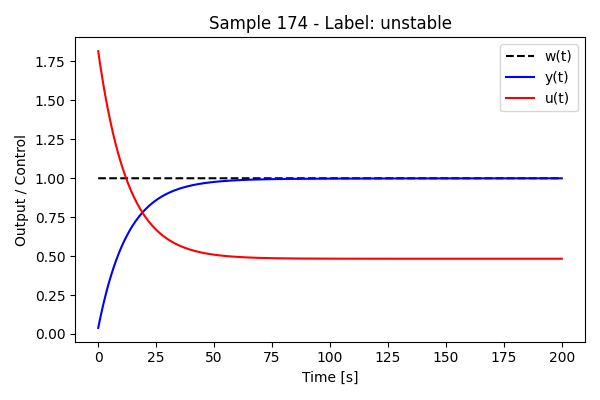 Sample 174 - Label: unstable
w(t)
y(t)
u(t)
Output / Control
1.75
1.50
1.25
1.00
0.75
0.50
0.25
0.00
0 25 50 75 100 125 150 175 200
Time [s]